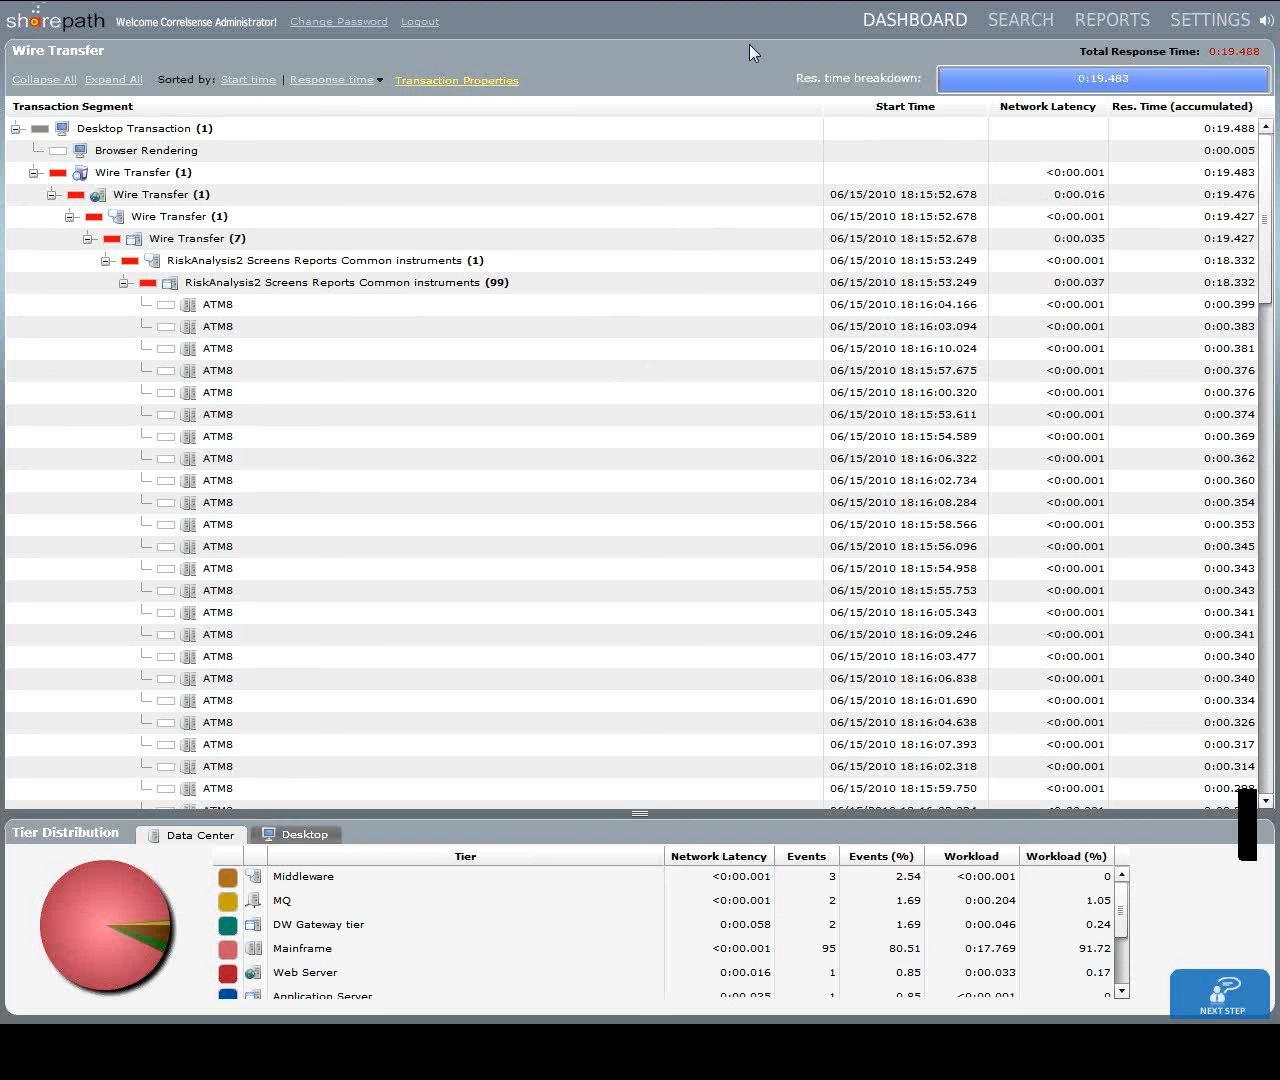 sharepath Welcome Correlsense Administrator! Change Password Logout DASHBOARD SEARCH REPORTS SETTINGS
Wire Transfer Total Response Time: 0:19.488
Collapse All Expand All Sorted by: Start time | Response time Transaction Properties Res. time breakdown: 0:19.483
Transaction Segment Start Time Network Latency Res. Time (accumulated)
Desktop Transaction (1) 0:19.488
Browser Rendering 0:00.005
Wire Transfer (1) <0:00.001 0:19.483
Wire Transfer (1) 06/15/2010 18:15:52.678 0:00.016 0:19.476
Wire Transfer (1) 06/15/2010 18:15:52.678 <0:00.001 0:19.427
Wire Transfer (7) 06/15/2010 18:15:52.678 0:00.035 0:19.427
RiskAnalysis2 Screens Reports Common instruments (1) 06/15/2010 18:15:53.249 <0:00.001 0:18.332
RiskAnalysis2 Screens Reports Common instruments (99) 06/15/2010 18:15:53.249 0:00.037 0:18.332
ATM8 06/15/2010 18:16:04.166 <0:00.001 0:00.399
ATM8 06/15/2010 18:16:03.094 <0:00.001 0:00.383
ATM8 06/15/2010 18:16:10.024 <0:00.001 0:00.381
ATM8 06/15/2010 18:15:57.675 <0:00.001 0:00.376
ATM8 06/15/2010 18:16:00.320 <0:00.001 0:00.376
ATM8 06/15/2010 18:15:53.611 <0:00.001 0:00.374
ATM8 06/15/2010 18:15:54.589 <0:00.001 0:00.369
ATM8 06/15/2010 18:16:06.322 <0:00.001 0:00.362
ATM8 06/15/2010 18:16:02.734 <0:00.001 0:00.360
ATM8 06/15/2010 18:16:08.284 <0:00.001 0:00.354
ATM8 06/15/2010 18:15:58.566 <0:00.001 0:00.353
ATM8 06/15/2010 18:15:56.096 <0:00.001 0:00.345
ATM8 06/15/2010 18:15:54.958 <0:00.001 0:00.343
ATM8 06/15/2010 18:15:55.753 <0:00.001 0:00.343
ATM8 06/15/2010 18:16:05.343 <0:00.001 0:00.341
ATM8 06/15/2010 18:16:09.246 <0:00.001 0:00.341
ATM8 06/15/2010 18:16:03.477 <0:00.001 0:00.340
ATM8 06/15/2010 18:16:06.838 <0:00.001 0:00.340
ATM8 06/15/2010 18:16:01.690 <0:00.001 0:00.334
ATM8 06/15/2010 18:16:04.638 <0:00.001 0:00.326
ATM8 06/15/2010 18:16:07.393 <0:00.001 0:00.317
ATM8 06/15/2010 18:16:02.318 <0:00.001 0:00.314
ATM8 06/15/2010 18:15:59.750 <0:00.001
Tier Distribution Data Center Desktop
Tier Network Latency Events Events (%) Workload Workload (%)
Middleware <0:00.001 3 2.54 <0:00.001 0
MQ <0:00.001 2 1.69 0:00.204 1.05
DW Gateway tier 0:00.058 2 1.69 0:00.046 0.24
Mainframe <0:00.001 95 80.51 0:17.769 91.72
Web Server 0:00.016 1 0.85 0:00.033 0.17
Application Server 0:00.035 1 0.85 <0:00.001 0
NEXT STEP